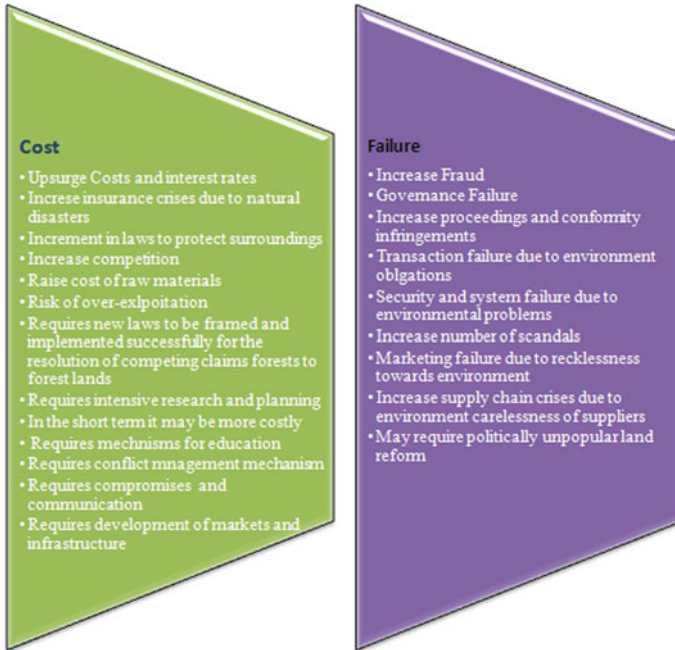 Cost
• Upsurge Costs and interest rates
• Increse insurance crises due to natural
disasters
• Increment in laws to protect surroundings
• Increase competition
• Raise cost of raw materials
• Risk of over-exlpoitation
• Requires new laws to be framed and
implemented successfully for the
resolution of competing claims forests to
forest lands
• Requires intensive research and planning
• In the short term it may be more costly
• Requires mechnisms for education
• Requires conflict mnagement mechanism
• Requires compromises and
communication
• Requires development of markets and
infrastructure
Failure
• Increase Fraud
• Governance Failure
• Increase proceedings and conformity
infringements
• Transaction failure due to environment
oblgations
• Security and system failure due to
environmental problems
• Increase number of scandals
• Marketing failure due to recklessness
towards environment
• Increase supply chain crises due to
environment carelessness of suppliers
• May require politically unpopular land
reform